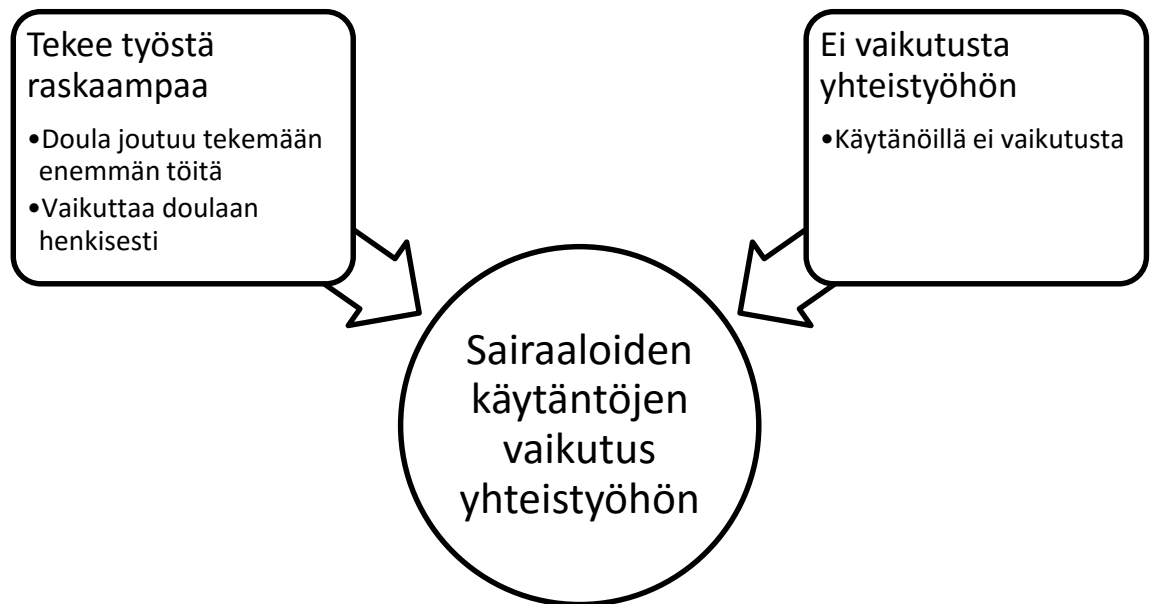 Tekee työstä
raskaampaa
•Doula joutuu tekemään
enemmän töitä
•Vaikuttaa doulaan
henkisesti
Ei vaikutusta
yhteistyöhön
•Käytänöillä ei vaikutusta
Sairaaloiden
käytäntöjen
vaikutus
yhteistyöhön